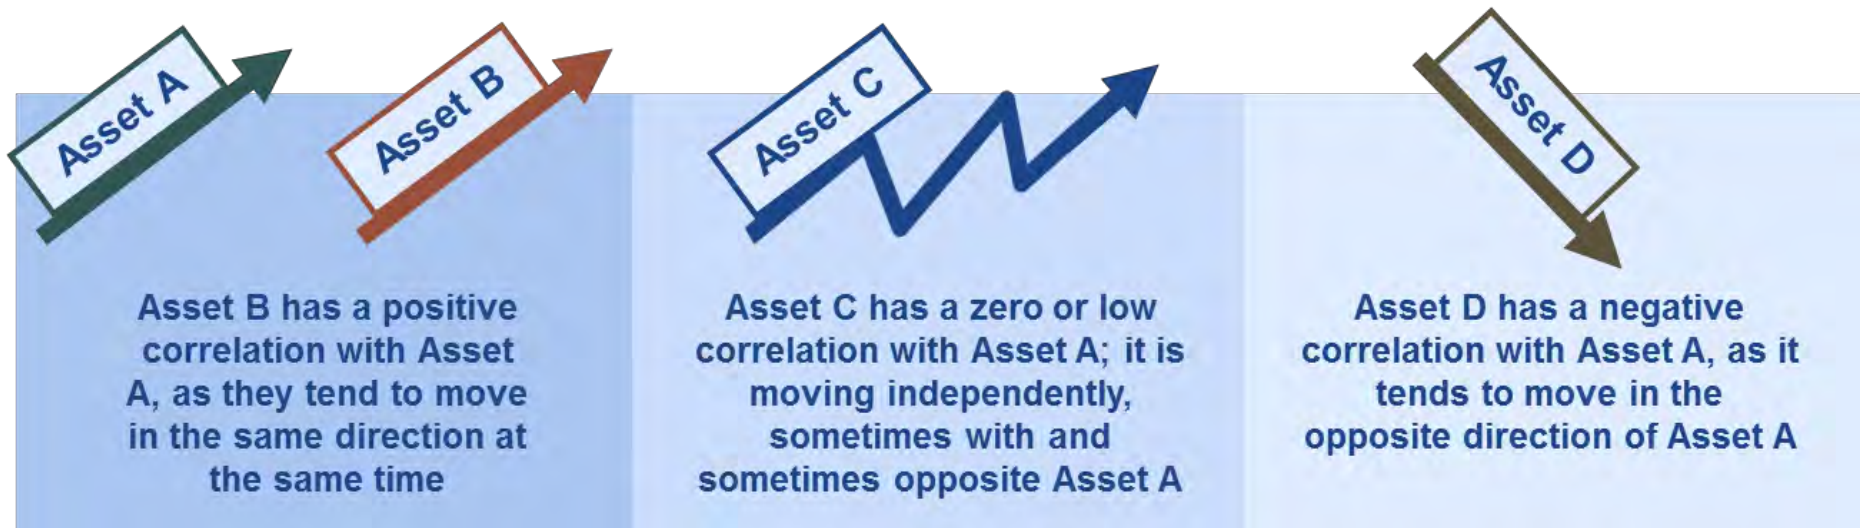 Asset A
Asset B
Asset C
Asset D
Asset B has a positive
correlation with Asset
A, as they tend to move
in the same direction at
the same time
Asset C has a zero or low
correlation with Asset A; it is
moving independently,
sometimes with and
sometimes opposite Asset A
Asset D has a negative
correlation with Asset A, as it
tends to move in the
opposite direction of Asset A